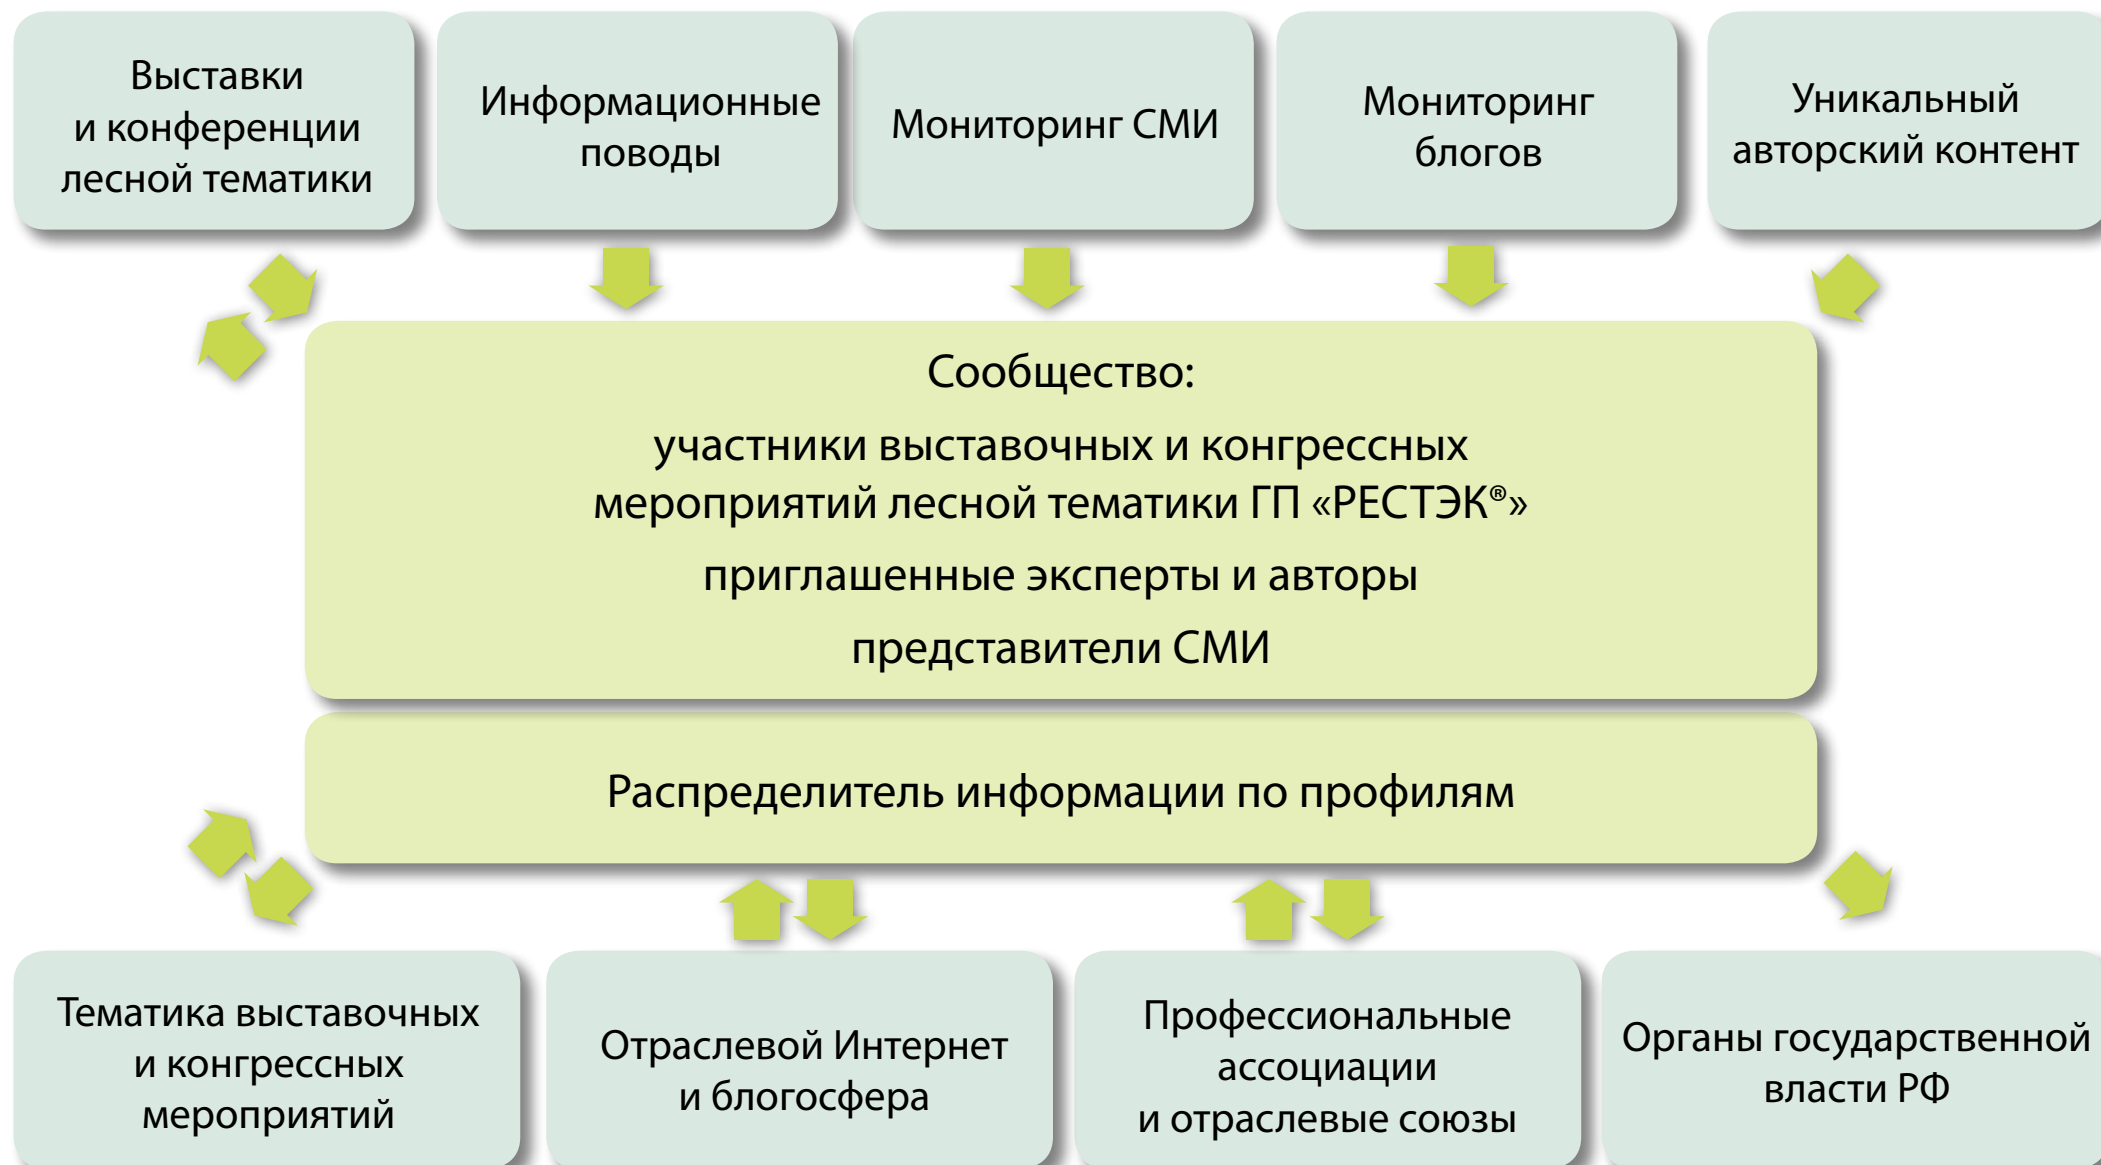 Выставки
и конференции
лесной тематики
Информационные
поводы
Мониторинг СМИ
Мониторинг
блогов
Уникальный
авторский контент
Сообщество:
участники выставочных и конгрессных
мероприятий лесной тематики ГП «РЕСТЭК®»
приглашенные эксперты и авторы
представители СМИ
Распределитель информации по профилям
Тематика выставочных
и конгрессных
мероприятий
Отраслевой Интернет
и блогосфера
Профессиональные
ассоциации
и отраслевые союзы
Органы государственной
власти РФ